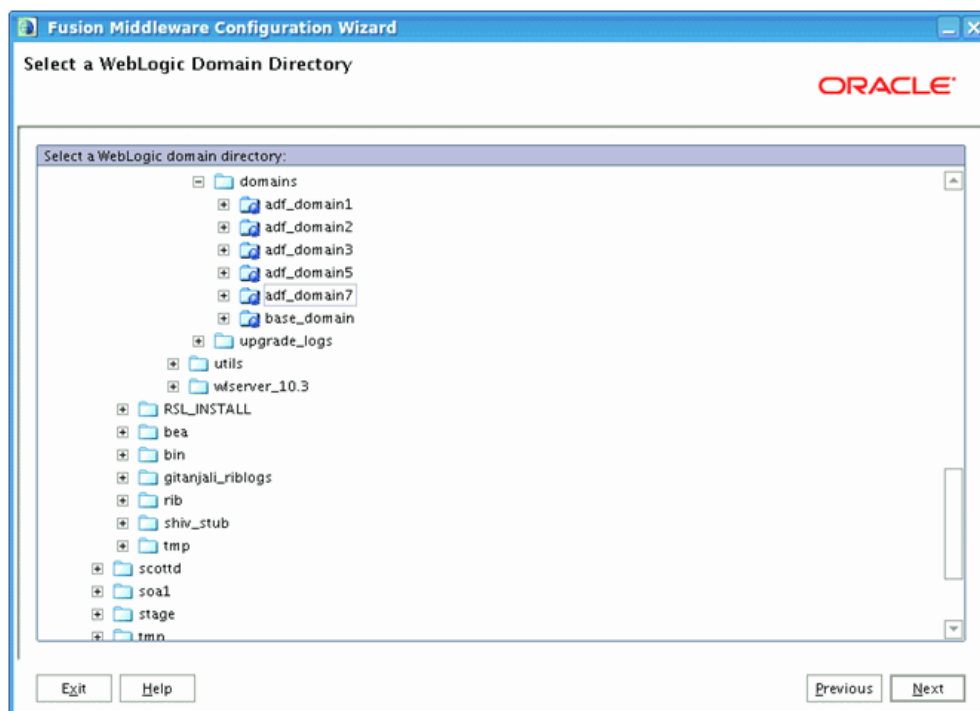 Fusion Middleware Configuration Wizard
Select a WebLogic Domain Directory
ORACLE
Select a WebLogic domain directory:
domains
adf_domain1
adf_domain2
adf_domain3
adf_domain5
adf_domain7
base_domain
upgrade_logs
utils
wlserver_10.3
RSL_INSTALL
bea
bin
gitanjali_riblogs
rib
shiv_stub
tmp
scottd
soa1
stage
tmp
Exit Help Previous Next